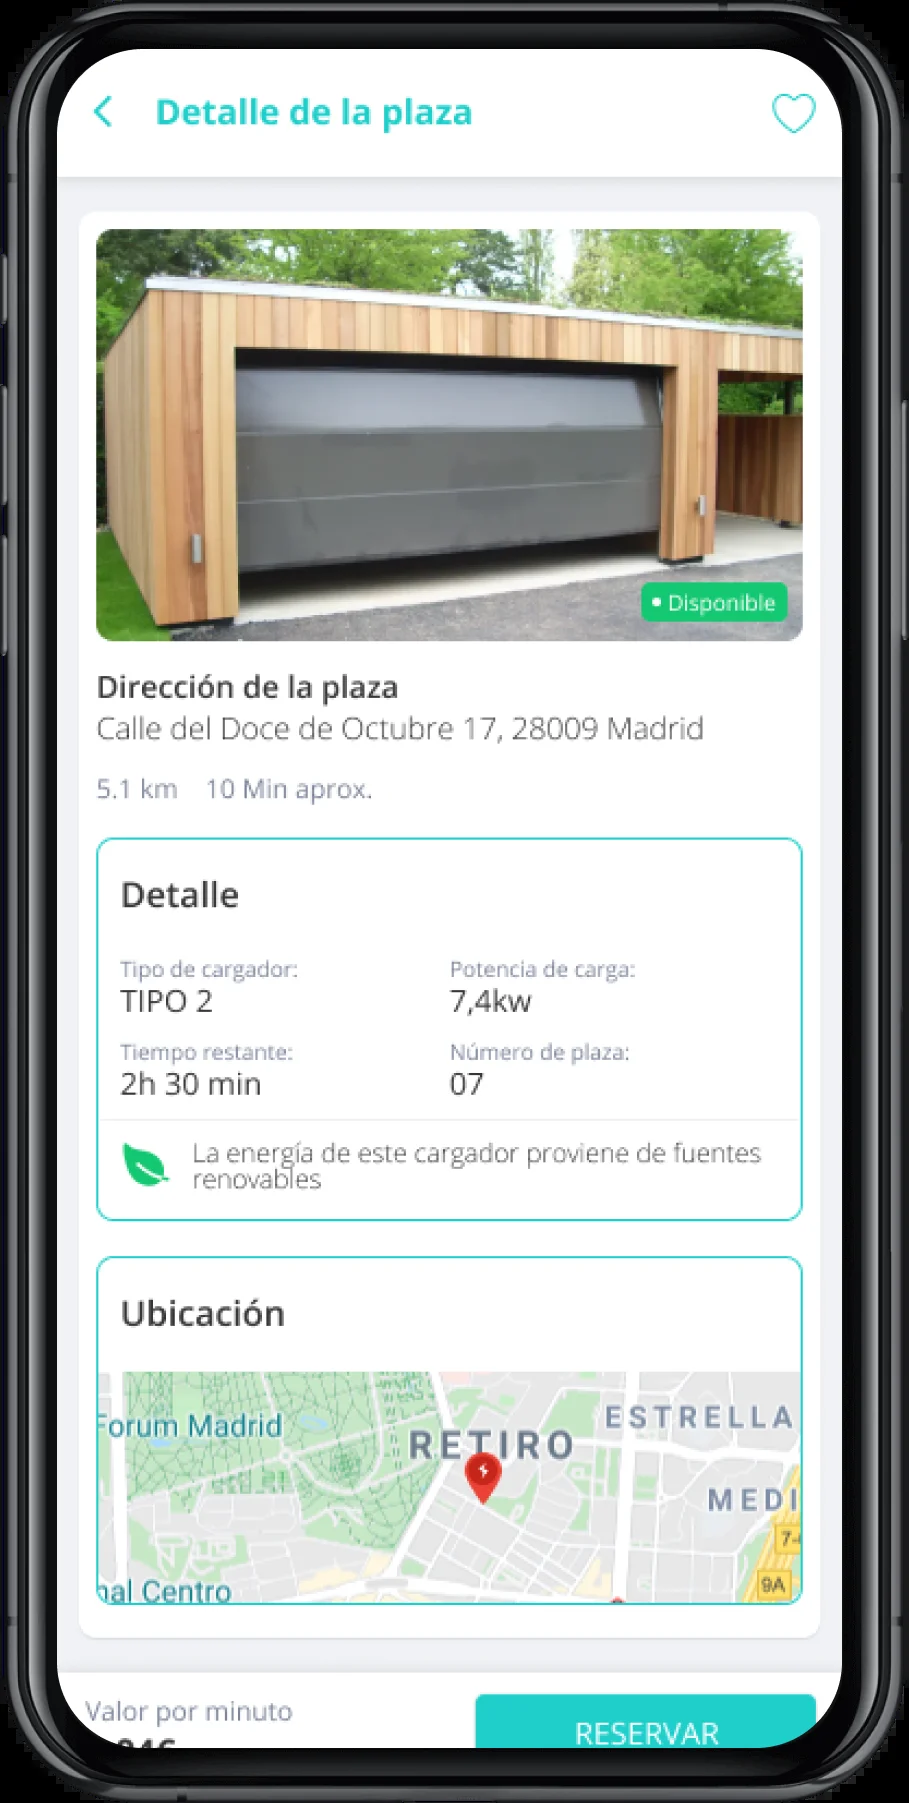 Detalle de la plaza
Disponible
Dirección de la plaza
Calle del Doce de Octubre 17, 28009 Madrid
5.1 km 10 Min aprox.
Detalle
Tipo de cargador: Potencia de carga:
TIPO 2 7,4kw
Tiempo restante: Número de plaza:
2h 30 min 07
La energía de este cargador proviene de fuentes
renovables
Ubicación
ESTRELLA
Forum Madrid
RETIRO
MEDI
9A
nal Centro
Valor por minuto
RESERVAR